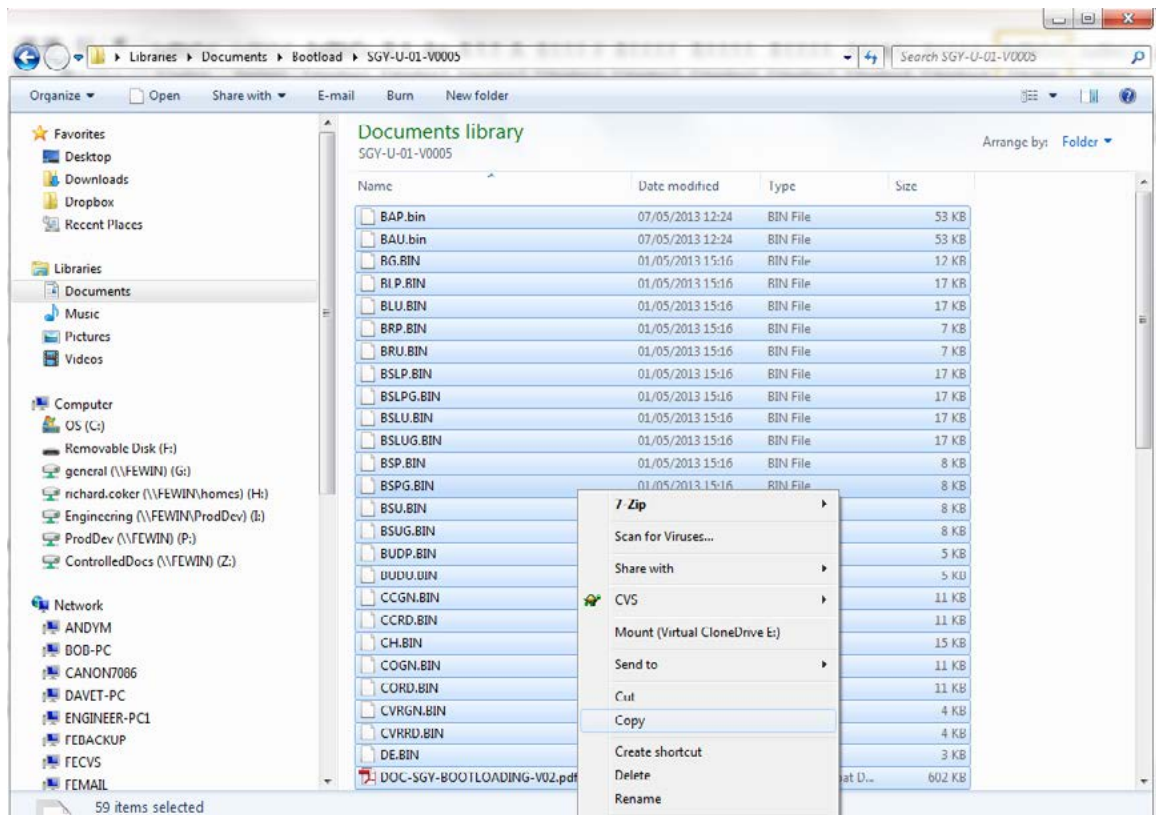 Libraries ▸ Documents ▸ Bootload ▸ SGY-U-01-V0005 Search SGY-U-01-V0005
Organize Open Share with E-mail Burn New folder
Favorites
Desktop
Downloads
Dropbox
Recent Places
Libraries
Documents
Music
Pictures
Videos
Computer
OS (C:)
Removable Disk (F:)
general (\\FEWIN) (G:)
richard.coker (\\FEWIN\homes) (H:)
Engineering (\\FEWIN\ProdDev) (I:)
ProdDev (\\FEWIN) (P:)
ControlledDocs (\\FEWIN) (Z:)
Network
ANDYM
BOB-PC
CANON7086
DAVET-PC
ENGINEER-PC1
FEBACKUP
FECVS
FEMAIL
Documents library
SGY-U-01-V0005
Arrange by: Folder
Name Date modified Type Size
BAP.bin 07/05/2013 12:24 BIN File 53 KB
BAU.bin 07/05/2013 12:24 BIN File 53 KB
BG.BIN 01/05/2013 15:16 BIN File 12 KB
BLP.BIN 01/05/2013 15:16 BIN File 17 KB
BLU.BIN 01/05/2013 15:16 BIN File 17 KB
BRP.BIN 01/05/2013 15:16 BIN File 7 KB
BRU.BIN 01/05/2013 15:16 BIN File 7 KB
BSLP.BIN 01/05/2013 15:16 BIN File 17 KB
BSLPG.BIN 01/05/2013 15:16 BIN File 17 KB
BSLU.BIN 01/05/2013 15:16 BIN File 17 KB
BSLUG.BIN 01/05/2013 15:16 BIN File 17 KB
BSP.BIN 01/05/2013 15:16 BIN File 8 KB
BSPG.BIN 01/05/2013 15:16 BIN File 8 KB
BSU.BIN 8 KB
BSUG.BIN 8 KB
BUDP.BIN 5 KB
BUDU.BIN 5 KB
CCGN.BIN 11 KB
CCRD.BIN 11 KB
CH.BIN 15 KB
COGN.BIN 11 KB
CORD.BIN 11 KB
CVRGN.BIN 4 KB
CVRRD.BIN 4 KB
DE.BIN 3 KB
DOC-SGY-BOOTLOADING-V02.pdf 602 KB
7-Zip
Scan for Viruses...
Share with
CVS
Mount (Virtual CloneDrive E:)
Send to
Cut
Copy
Create shortcut
Delete
Rename
59 items selected